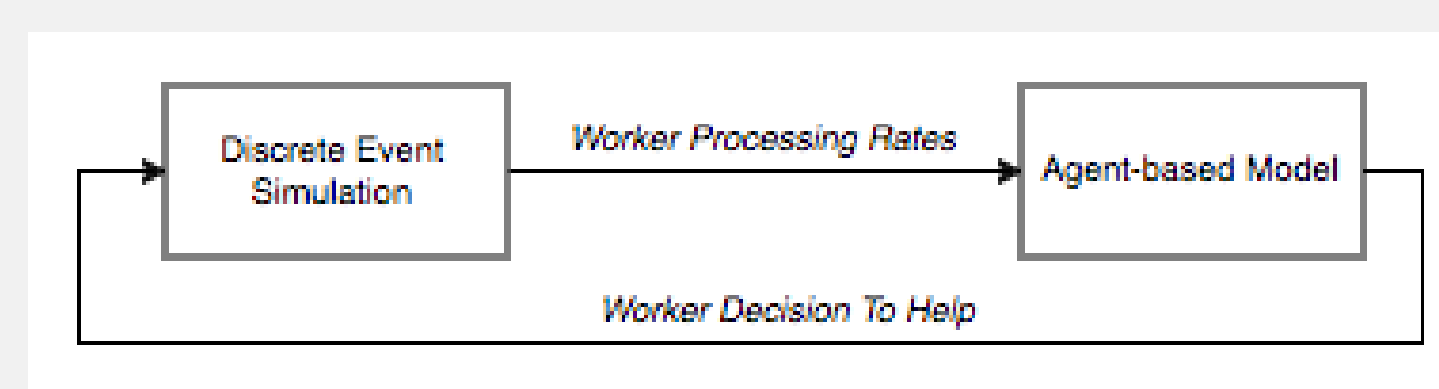 Discrete Event
Simulation
Worker Processing Rates
Agent-based Model
Worker Decision To Help